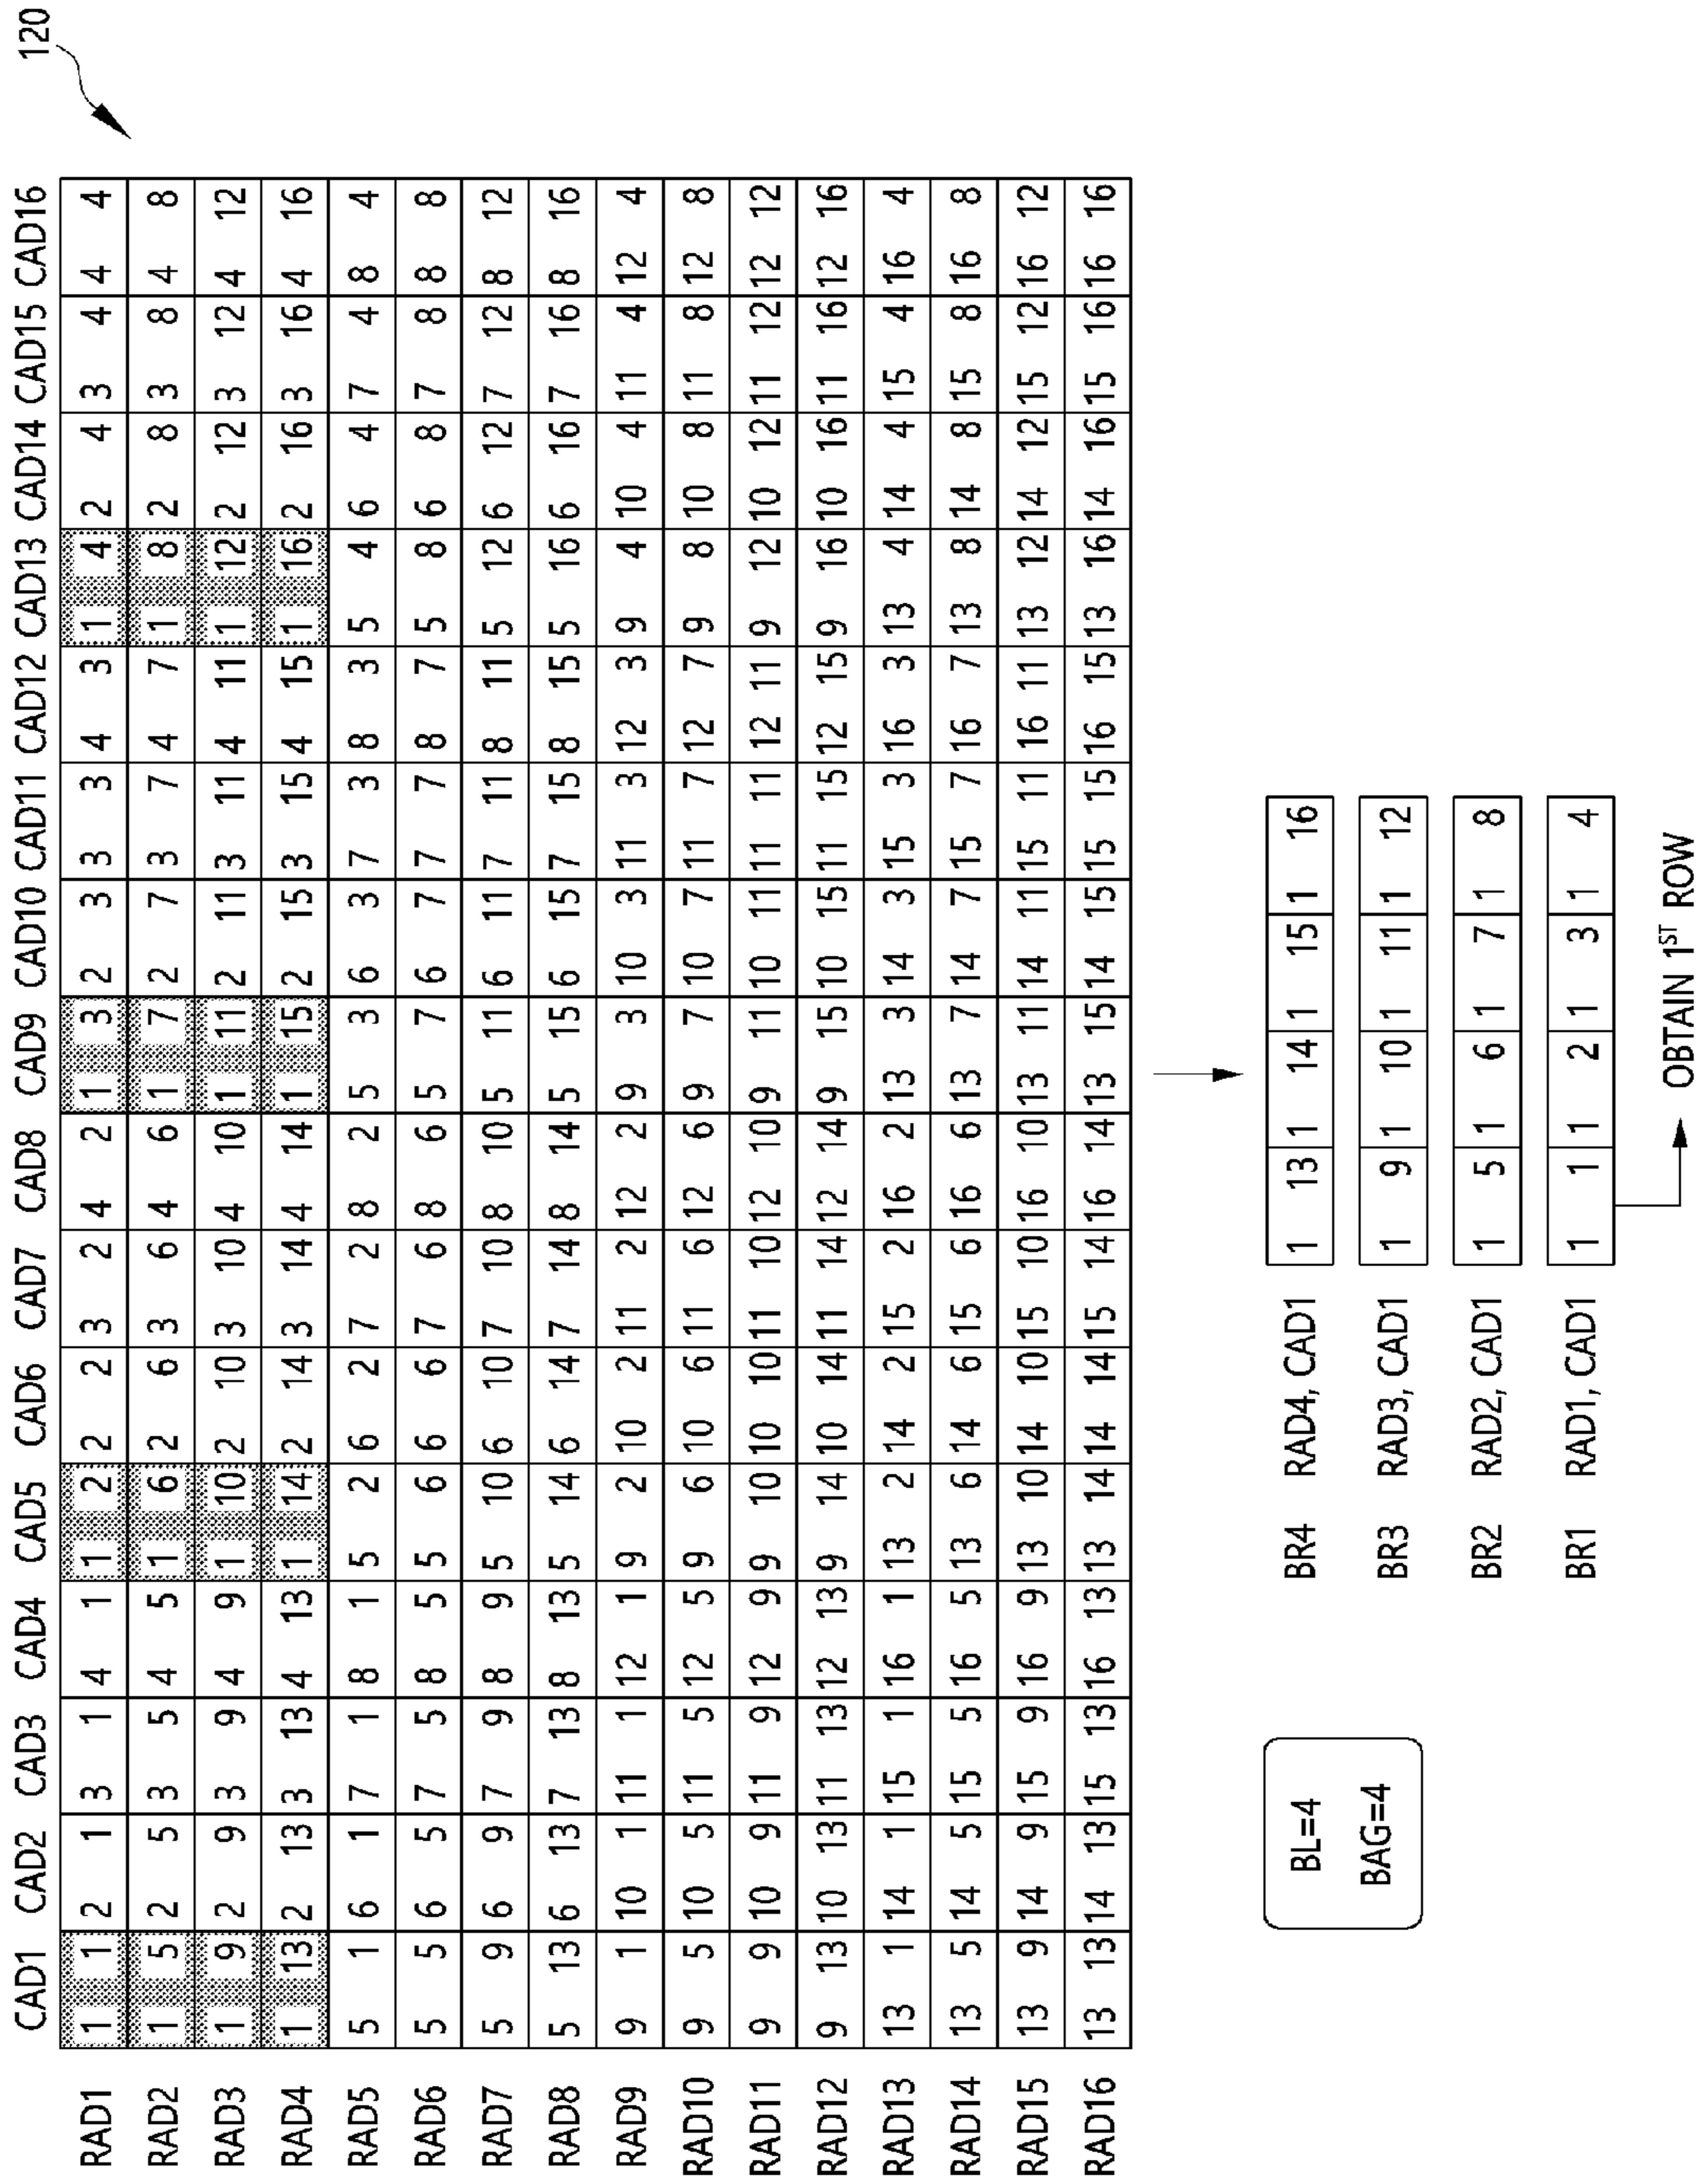 120
CAD1 CAD2 CAD3 CAD4 CAD5 CAD6 CAD7 CAD8 CAD9 CAD10 CAD11 CAD12 CAD13 CAD14 CAD15 CAD16
RAD1 1 1 2 1 3 1 4 1 1 2 2 2 3 2 4 2 1 3 2 3 3 3 4 3 1 4 2 4 3 4 4 4
RAD2 1 5 2 5 3 5 4 5 1 6 2 6 3 6 4 6 1 7 2 7 3 7 4 7 1 8 2 8 3 8 4 8
RAD3 1 9 2 9 3 9 4 9 1 10 2 10 3 10 4 10 1 11 2 11 3 11 4 11 1 12 2 12 3 12 4 12
RAD4 1 13 2 13 3 13 4 13 1 14 2 14 3 14 4 14 1 15 2 15 3 15 4 15 1 16 2 16 3 16 4 16
RAD5 5 1 6 1 7 1 8 1 5 2 6 2 7 2 8 2 5 3 6 3 7 3 8 3 5 4 6 4 7 4 8 4
RAD6 5 5 6 5 7 5 8 5 5 6 6 6 7 6 8 6 5 7 6 7 7 7 8 7 5 8 6 8 7 8 8 8
RAD7 5 9 6 9 7 9 8 9 5 10 6 10 7 10 8 10 5 11 6 11 7 11 8 11 5 12 6 12 7 12 8 12
RAD8 5 13 6 13 7 13 8 13 5 14 6 14 7 14 8 14 5 15 6 15 7 15 8 15 5 16 6 16 7 16 8 16
RAD9 9 1 10 1 11 1 12 1 9 2 10 2 11 2 12 2 9 3 10 3 11 3 12 3 9 4 10 4 11 4 12 4
RAD10 9 5 10 5 11 5 12 5 9 6 10 6 11 6 12 6 9 7 10 7 11 7 12 7 9 8 10 8 11 8 12 8
RAD11 9 9 10 9 11 9 12 9 9 10 10 10 11 10 12 10 9 11 10 11 11 11 12 11 9 12 10 12 11 12 12 12
RAD12 9 13 10 13 11 13 12 13 9 14 10 14 11 14 12 14 9 15 10 15 11 15 12 15 9 16 10 16 11 16 12 16
RAD13 13 1 14 1 15 1 16 1 13 2 14 2 15 2 16 2 13 3 14 3 15 3 16 3 13 4 14 4 15 4 16 4
RAD14 13 5 14 5 15 5 16 5 13 6 14 6 15 6 16 6 13 7 14 7 15 7 16 7 13 8 14 8 15 8 16 8
RAD15 13 9 14 9 15 9 16 9 13 10 14 10 15 10 16 10 13 11 14 11 15 11 16 11 13 12 14 12 15 12 16 12
RAD16 13 13 14 13 15 13 16 13 13 14 14 14 15 14 16 14 13 15 14 15 15 15 16 15 13 16 14 16 15 16 16 16
BL=4
BAG=4
BR4 RAD4, CAD1 1 13 1 14 1 15 1 16
BR3 RAD3, CAD1 1 9 1 10 1 11 1 12
BR2 RAD2, CAD1 1 5 1 6 1 7 1 8
BR1 RAD1, CAD1 1 1 1 2 1 3 1 4
OBTAIN 1ST ROW